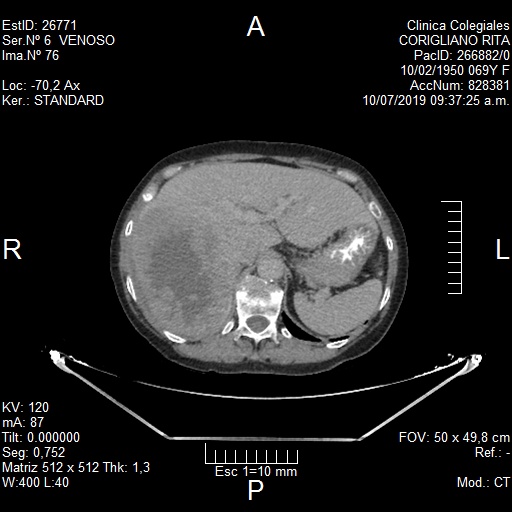 EstID: 26771
Ser.Nº 6 VENOSO
Ima.Nº 76
Loc: -70,2 Ax
Ker.: STANDARD
A
Clinica Colegiales
CORIGLIANO RITA
PacID: 266882/0
10/02/1950 069Y F
AccNum: 828381
10/07/2019 09:37:25 a.m.
R
L
KV: 120
mA: 87
Tilt: 0.000000
Seg: 0,752
Matriz 512 x 512 Thk: 1,3
W:400 L:40
Esc 1=10 mm
P
FOV: 50 x 49,8 cm
Ref.: -
Mod.: CT